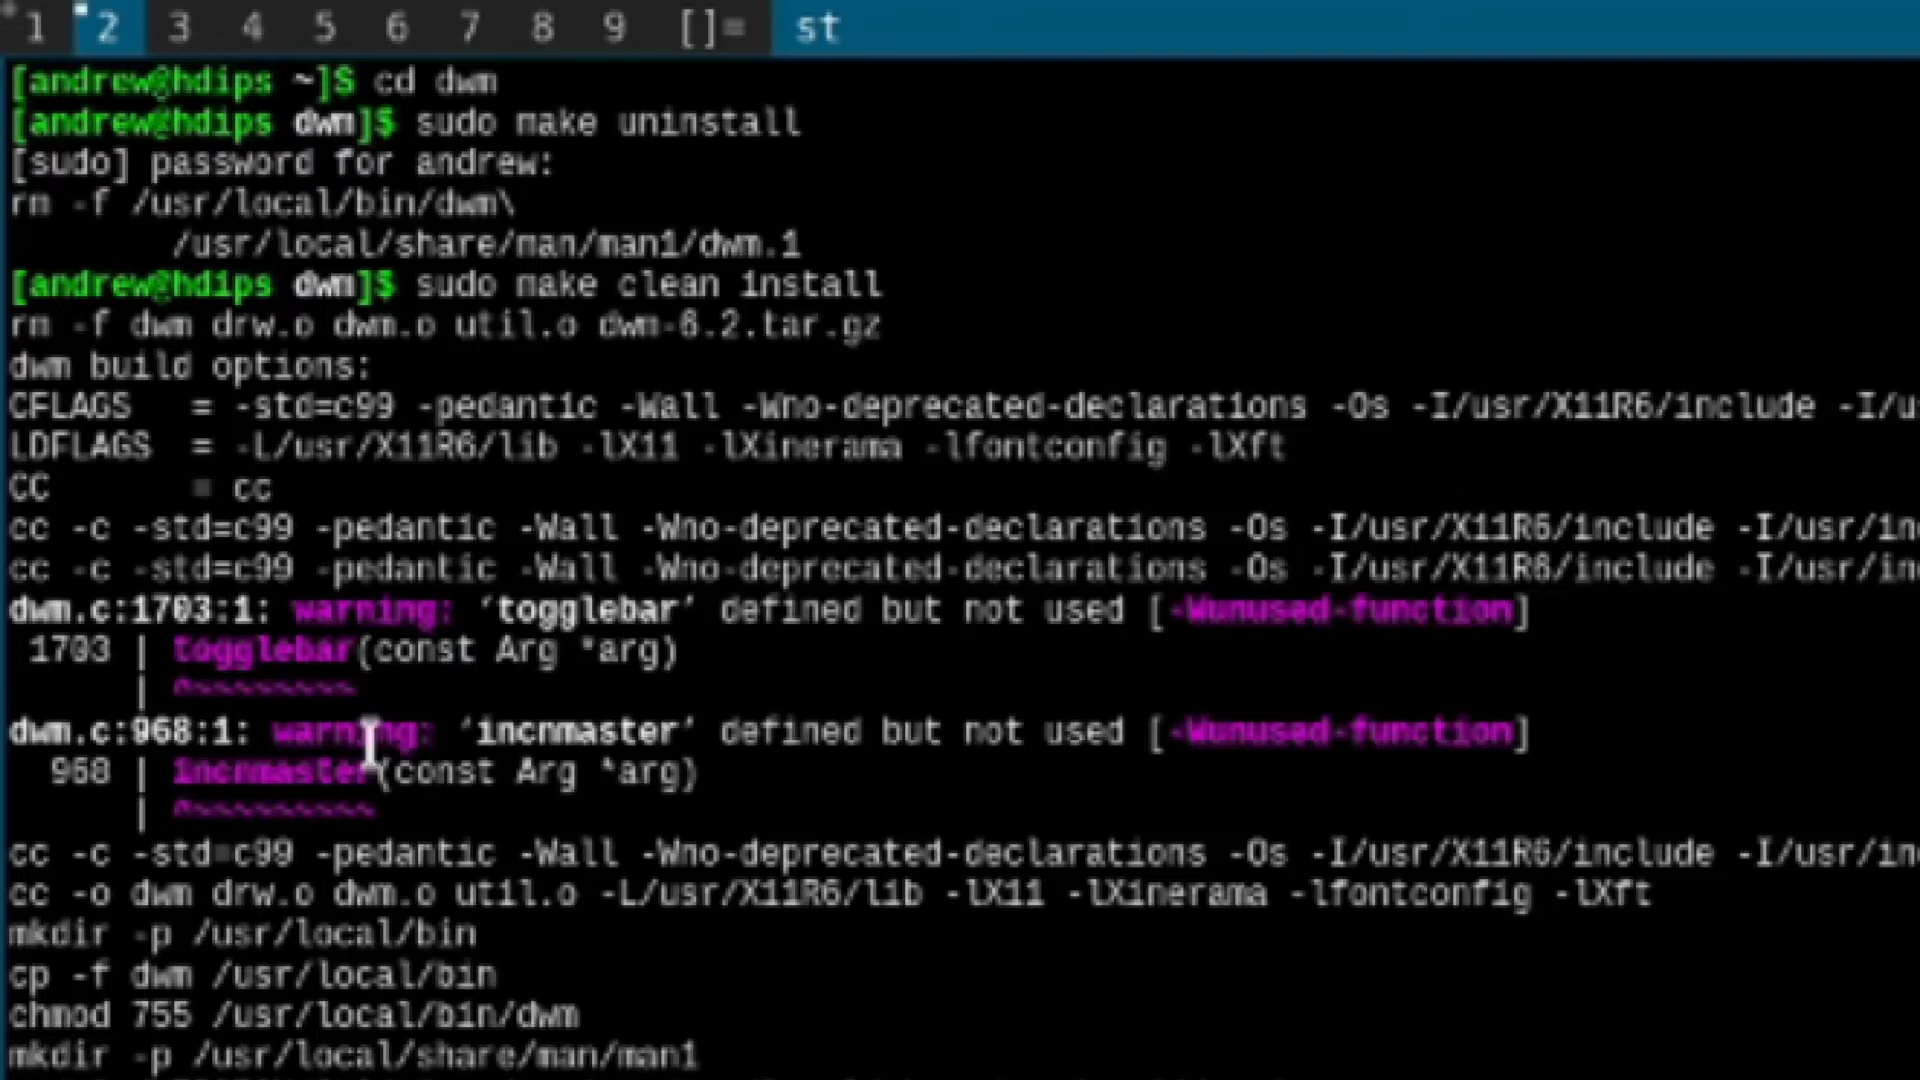 1 2 3 4 5 6 7 8 9 []= st
[andrew@hdips ~]$ cd dwm
[andrew@hdips dwm]$ sudo make uninstall
[sudo] password for andrew:
rm -f /usr/local/bin/dwm\
/usr/local/share/man/man1/dwm.1
[andrew@hdips dwm]$ sudo make clean install
rm -f dwm drw.o dwm.o util.o dwm-6.2.tar.gz
dwm build options:
CFLAGS   = -std=c99 -pedantic -Wall -Wno-deprecated-declarations -Os -I/usr/X11R6/include -I/u
LDFLAGS  = -L/usr/X11R6/lib -lX11 -lXinerama -lfontconfig -lXft
CC       = cc
cc -c -std=c99 -pedantic -Wall -Wno-deprecated-declarations -Os -I/usr/X11R6/include -I/usr/in
cc -c -std=c99 -pedantic -Wall -Wno-deprecated-declarations -Os -I/usr/X11R6/include -I/usr/in
dwm.c:1703:1: warning: ‘togglebar’ defined but not used [-Wunused-function]
1703 | togglebar(const Arg *arg)
| ^~~~~~~~~
dwm.c:968:1: warning: ‘incnmaster’ defined but not used [-Wunused-function]
968 | incnmaster(const Arg *arg)
| ^~~~~~~~~~
cc -c -std=c99 -pedantic -Wall -Wno-deprecated-declarations -Os -I/usr/X11R6/include -I/usr/in
cc -o dwm drw.o dwm.o util.o -L/usr/X11R6/lib -lX11 -lXinerama -lfontconfig -lXft
mkdir -p /usr/local/bin
cp -f dwm /usr/local/bin
chmod 755 /usr/local/bin/dwm
mkdir -p /usr/local/share/man/man1